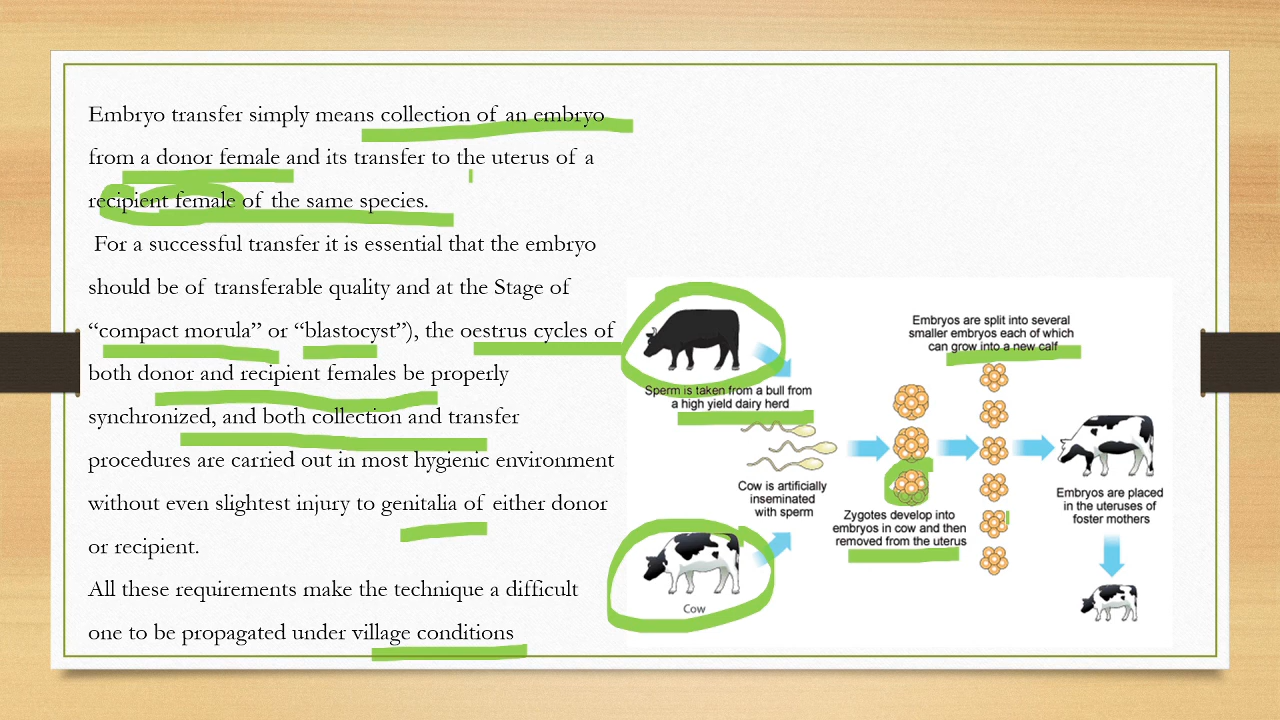 Embryo transfer simply means collection of an embryo
from a donor female and its transfer to the uterus of a
recipient female of the same species.
For a successful transfer it is essential that the embryo
should be of transferable quality and at the Stage of
“compact morula” or “blastocyst”), the oestrus cycles of
both donor and recipient females be properly
synchronized, and both collection and transfer
procedures are carried out in most hygienic environment
without even slightest injury to genitalia of either donor
or recipient.
All these requirements make the technique a difficult
one to be propagated under village conditions
Sperm is taken from a bull from
a high yield dairy herd
Cow
Cow is artificially
inseminated
with sperm
Zygotes develop into
embryos in cow and then
removed from the uterus
Embryos are split into several
smaller embryos each of which
can grow into a new calf
Embryos are placed
in the uteruses of
foster mothers